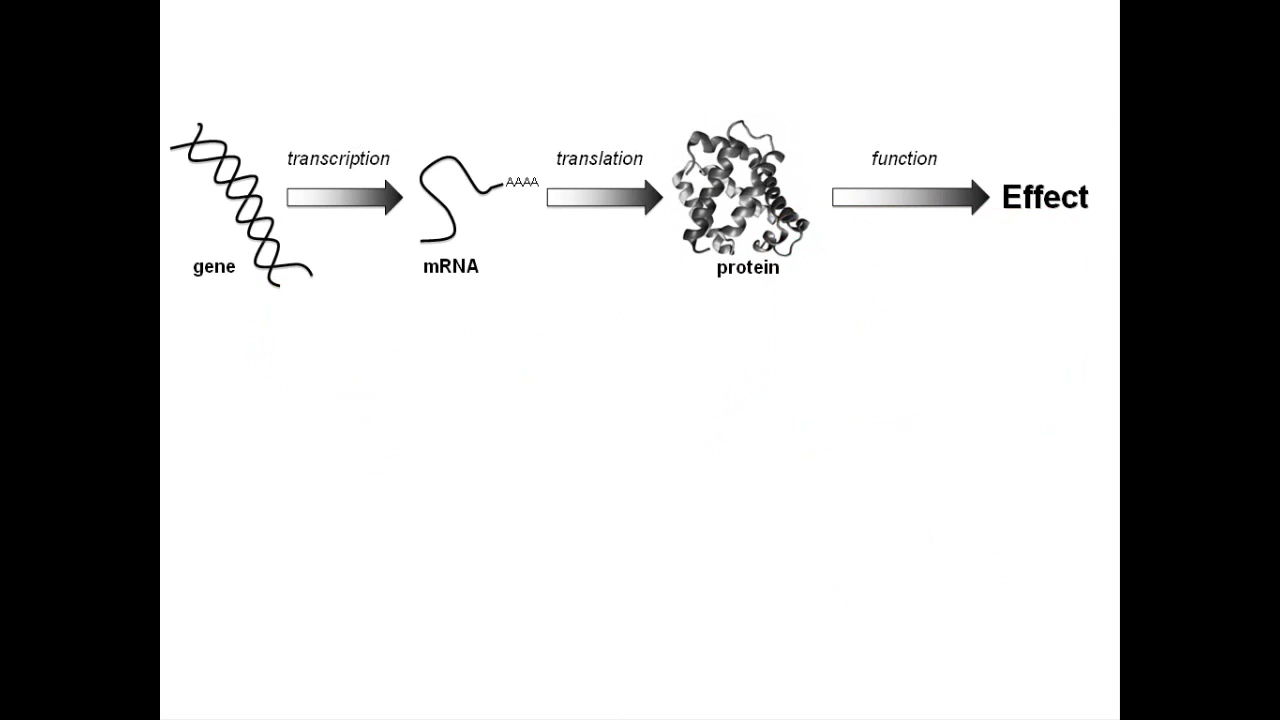 transcription
translation
function
AAAA
Effect
gene
mRNA
protein